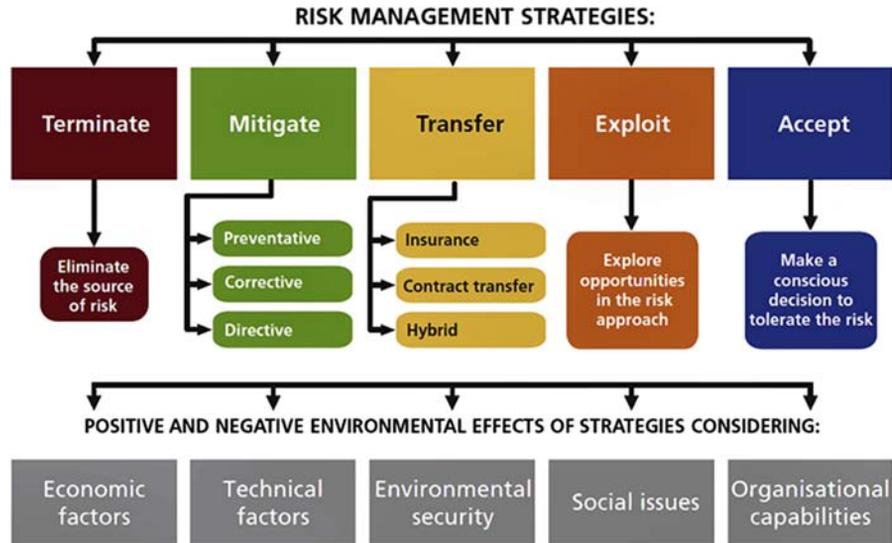 RISK MANAGEMENT STRATEGIES:
Terminate
Mitigate
Transfer
Exploit
Accept
Eliminate
the source
of risk
Preventative
Corrective
Directive
Insurance
Contract transfer
Hybrid
Explore
opportunities
in the risk
approach
Make a
conscious
decision to
tolerate the risk
POSITIVE AND NEGATIVE ENVIRONMENTAL EFFECTS OF STRATEGIES CONSIDERING:
Economic
factors
Technical
factors
Environmental
security
Social issues
Organisational
capabilities